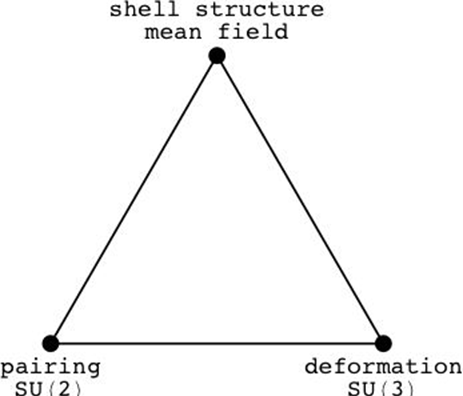 shell structure
mean field
pairing
SU(2)
deformation
SU(3)